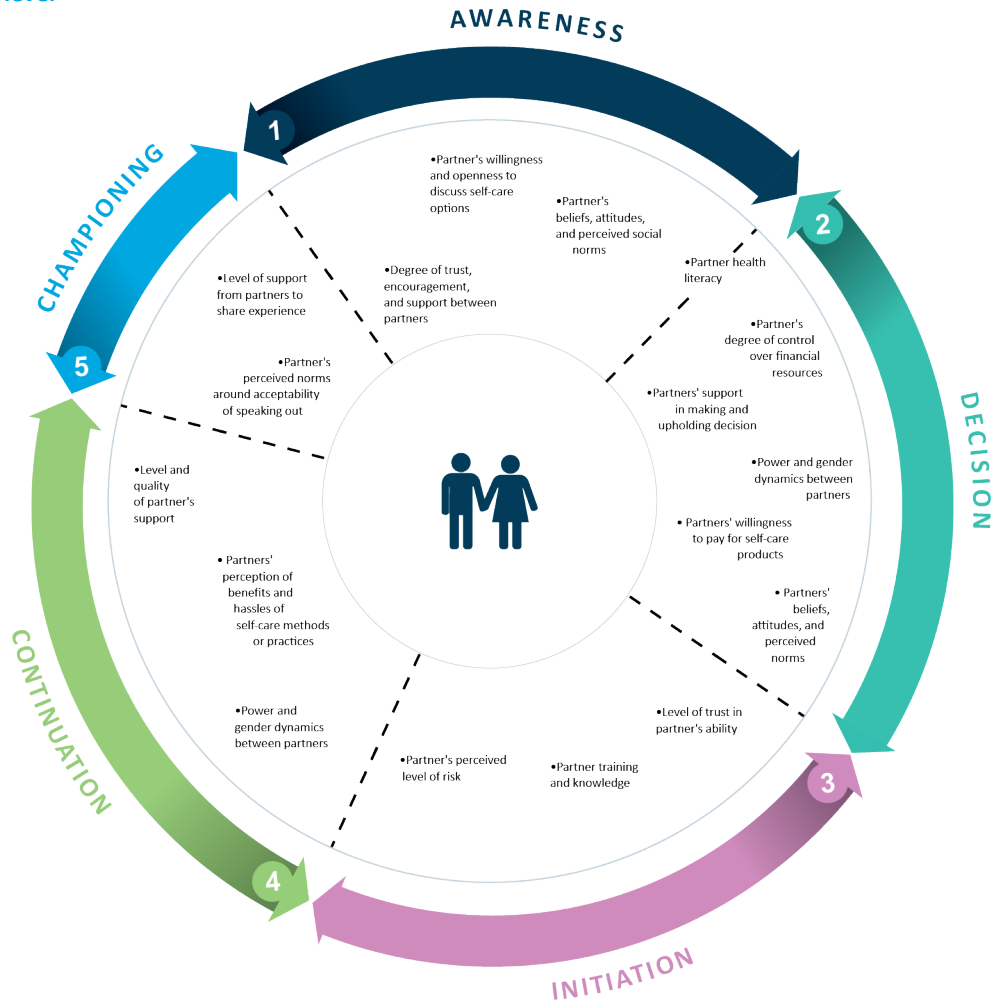 AWARENESS
1
•Partner's willingness
and openness to
discuss self-care
options
•Partner's
beliefs, attitudes,
and perceived social
norms
•Degree of trust,
encouragement,
and support between
partners
2
DECISION
•Partner health
literacy
•Partner's
degree of control
over financial
resources
•Partners' support
in making and
upholding decision
•Power and gender
dynamics between
partners
• Partners' willingness
to pay for self-care
products
• Partners'
beliefs,
attitudes, and
perceived
norms
3
INITIATION
•Level of trust in
partner's ability
•Partner training
and knowledge
•Partner's perceived
level of risk
4
CONTINUATION
•Power and
gender dynamics
between partners
• Partners'
perception of
benefits and
hassles of
self-care methods
or practices
•Level and
quality
of partner's
support
5
CHAMPIONING
•Partner's
perceived norms
around acceptability
of speaking out
•Level of support
from partners to
share experience